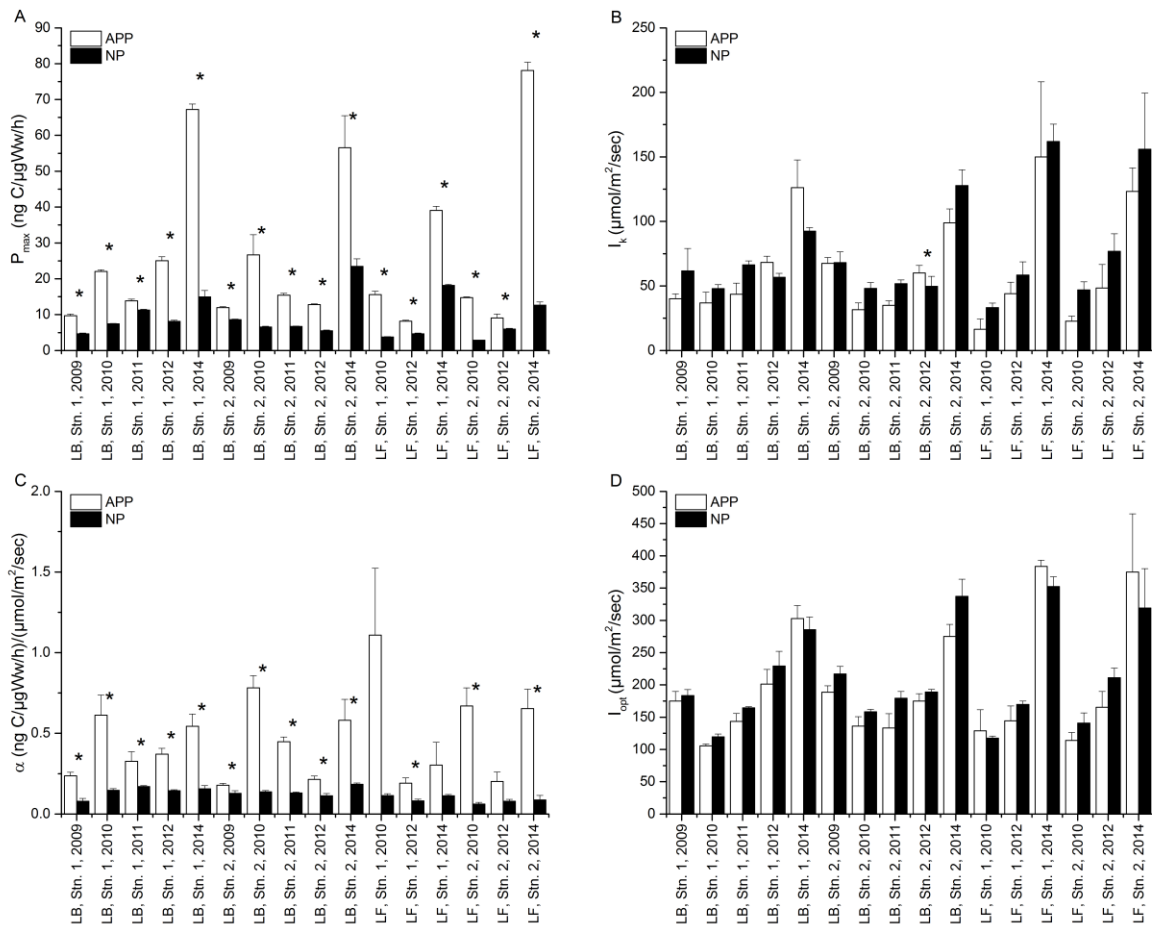 A
90
80
70
60
50
40
30
20
10
0
P_max (ng C/µgWw/h)
APP
NP
* * * * * * * * * * * * * * * *
LB, Stn. 1, 2009
LB, Stn. 1, 2010
LB, Stn. 1, 2011
LB, Stn. 1, 2012
LB, Stn. 1, 2014
LB, Stn. 2, 2009
LB, Stn. 2, 2010
LB, Stn. 2, 2011
LB, Stn. 2, 2012
LB, Stn. 2, 2014
LF, Stn. 1, 2010
LF, Stn. 1, 2012
LF, Stn. 1, 2014
LF, Stn. 2, 2010
LF, Stn. 2, 2012
LF, Stn. 2, 2014
B
250
200
150
100
50
0
I_k (µmol/m²/sec)
APP
NP
*
LB, Stn. 1, 2009
LB, Stn. 1, 2010
LB, Stn. 1, 2011
LB, Stn. 1, 2012
LB, Stn. 1, 2014
LB, Stn. 2, 2009
LB, Stn. 2, 2010
LB, Stn. 2, 2011
LB, Stn. 2, 2012
LB, Stn. 2, 2014
LF, Stn. 1, 2010
LF, Stn. 1, 2012
LF, Stn. 1, 2014
LF, Stn. 2, 2010
LF, Stn. 2, 2012
LF, Stn. 2, 2014
C
2.0
1.5
1.0
0.5
0.0
α (ng C/µgWw/h)/(µmol/m²/sec)
APP
NP
* * * * * * * * * * * * *
LB, Stn. 1, 2009
LB, Stn. 1, 2010
LB, Stn. 1, 2011
LB, Stn. 1, 2012
LB, Stn. 1, 2014
LB, Stn. 2, 2009
LB, Stn. 2, 2010
LB, Stn. 2, 2011
LB, Stn. 2, 2012
LB, Stn. 2, 2014
LF, Stn. 1, 2010
LF, Stn. 1, 2012
LF, Stn. 1, 2014
LF, Stn. 2, 2010
LF, Stn. 2, 2012
LF, Stn. 2, 2014
D
500
450
400
350
300
250
200
150
100
50
0
I_opt (µmol/m²/sec)
APP
NP
LB, Stn. 1, 2009
LB, Stn. 1, 2010
LB, Stn. 1, 2011
LB, Stn. 1, 2012
LB, Stn. 1, 2014
LB, Stn. 2, 2009
LB, Stn. 2, 2010
LB, Stn. 2, 2011
LB, Stn. 2, 2012
LB, Stn. 2, 2014
LF, Stn. 1, 2010
LF, Stn. 1, 2012
LF, Stn. 1, 2014
LF, Stn. 2, 2010
LF, Stn. 2, 2012
LF, Stn. 2, 2014